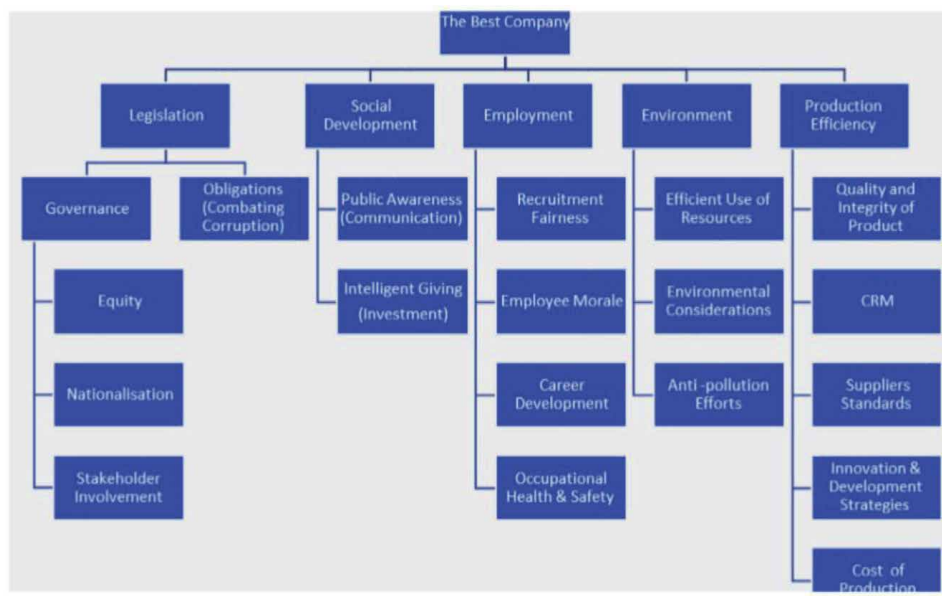 The Best Company
Legislation
Social
Development
Employment
Environment
Production
Efficiency
Governance
Obligations
(Combating
Corruption)
Public Awareness
(Communication)
Recruitment
Fairness
Efficient Use of
Resources
Quality and
Integrity of
Product
Equity
Intelligent Giving
(Investment)
Employee Morale
Environmental
Considerations
CRM
Nationalisation
Career
Development
Anti -pollution
Efforts
Suppliers
Standards
Stakeholder
Involvement
Occupational
Health & Safety
Innovation &
Development
Strategies
Cost of
Production